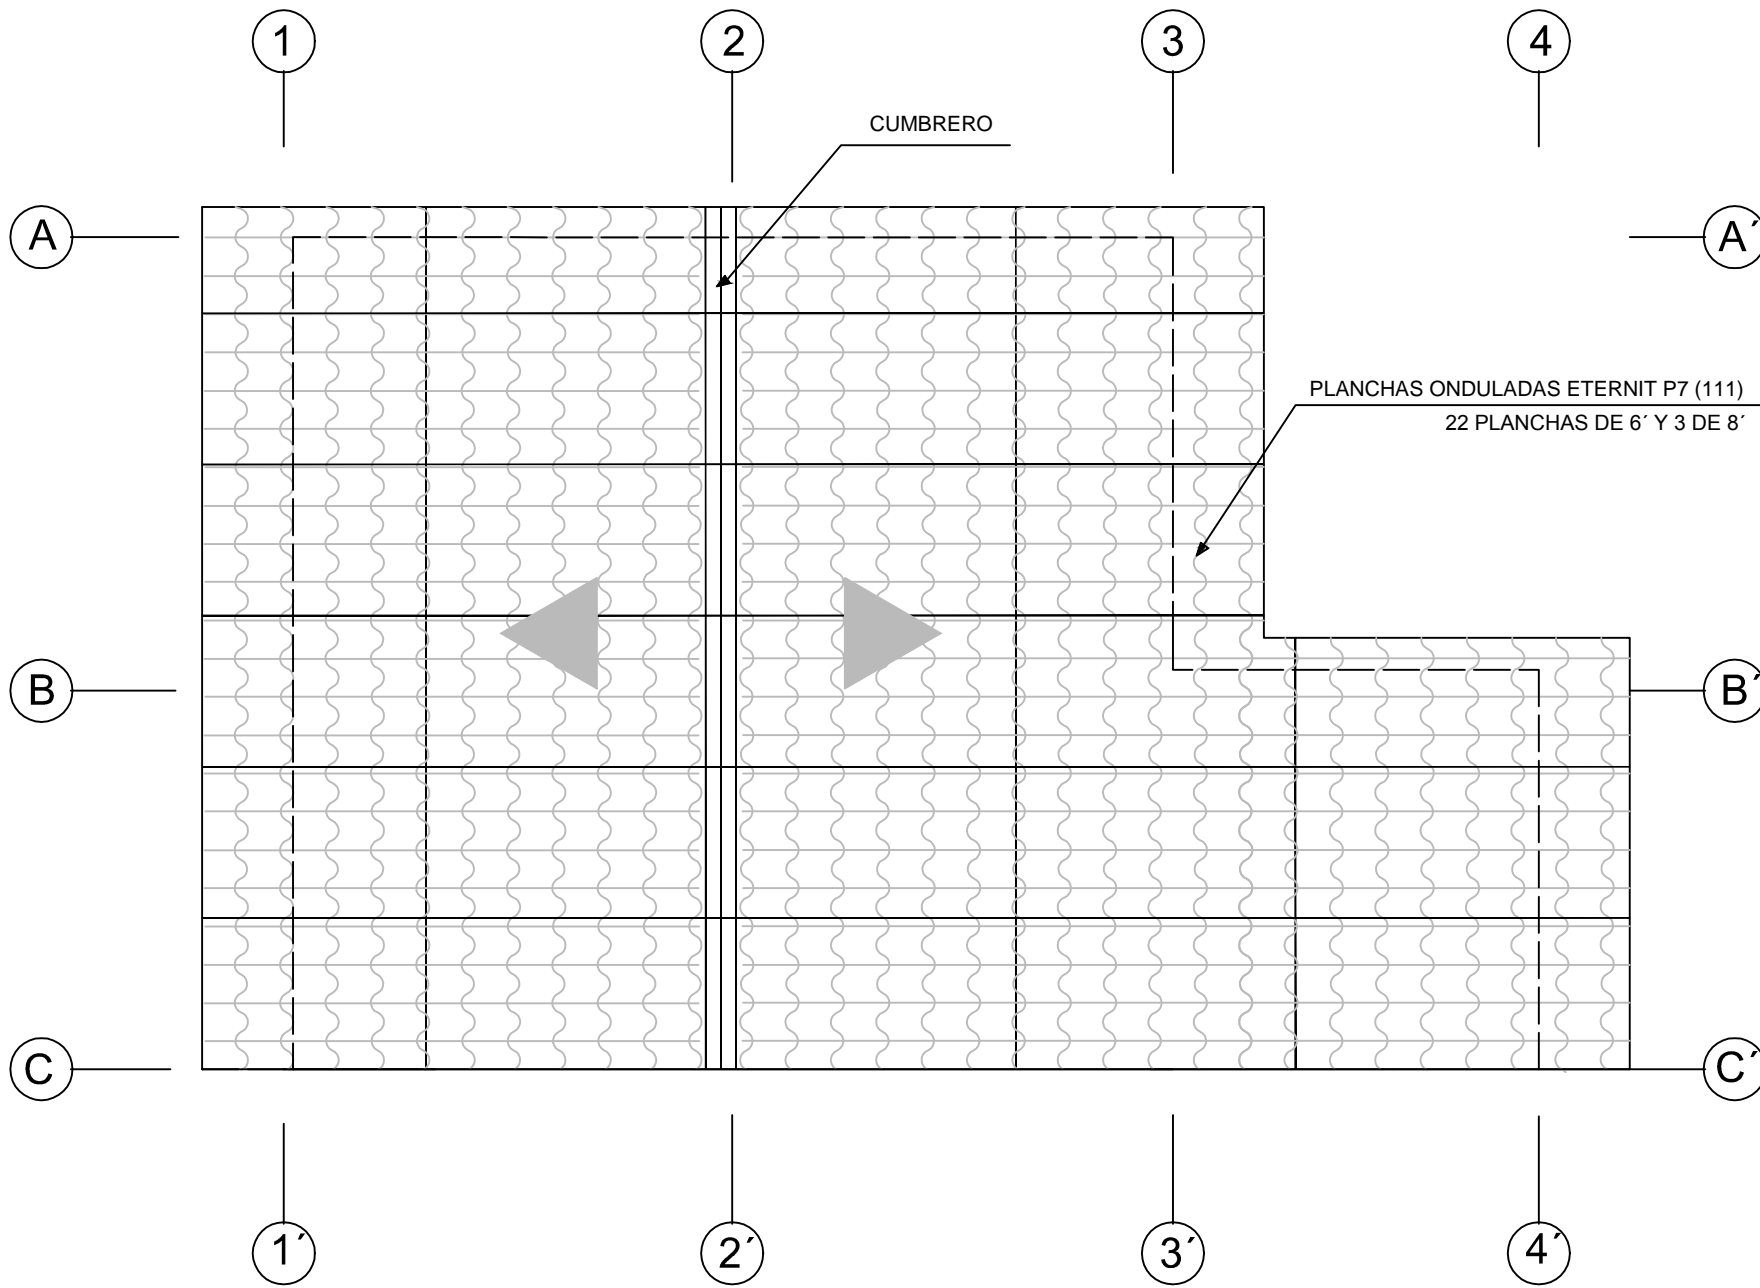 1
2
3
4
CUMBRERO
A
A´
PLANCHAS ONDULADAS ETERNIT P7 (111)
22 PLANCHAS DE 6´ Y 3 DE 8´
B
B´
C
C´
1´
2´
3´
4´